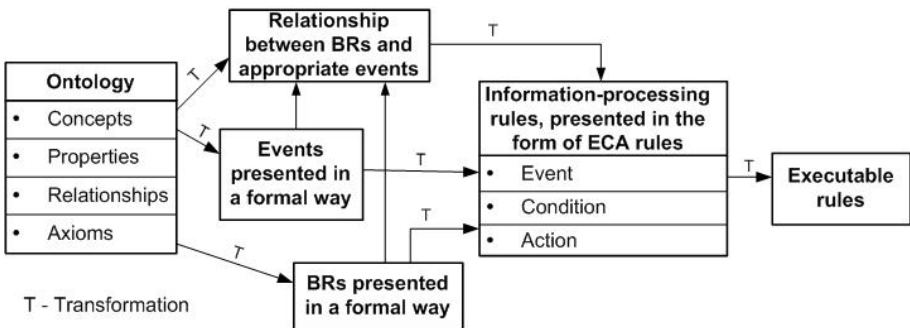 Relationship
between BRs and
appropriate events
T
T
Ontology
• Concepts
• Properties
• Relationships
• Axioms
T
Events
presented in
a formal way
T
Information-processing
rules, presented in the
form of ECA rules
• Event
• Condition
• Action
T
Executable
rules
T
T
BRs presented
in a formal way
T - Transformation